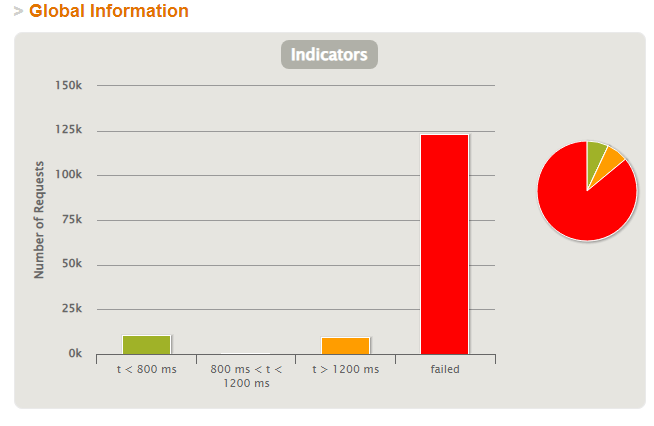 > Global Information
Indicators
150k
125k
100k
75k
50k
25k
0k
Number of Requests
t < 800 ms
800 ms < t <
1200 ms
t > 1200 ms
failed